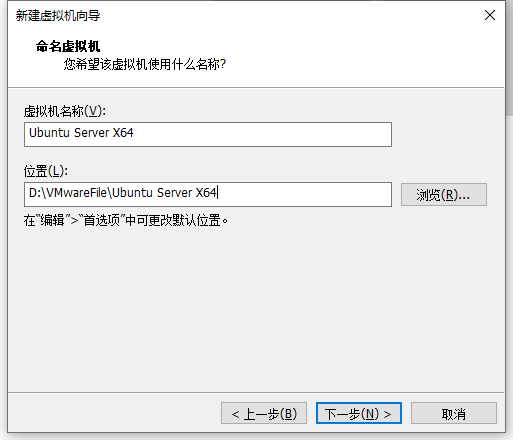 新建虚拟机向导
命名虚拟机
您希望该虚拟机使用什么名称?
虚拟机名称(V):
Ubuntu Server X64
位置(L):
D:\VMwareFile\Ubuntu Server X64
浏览(R)...
在“编辑”>“首选项”中可更改默认位置。
< 上一步(B)
下一步(N) >
取消